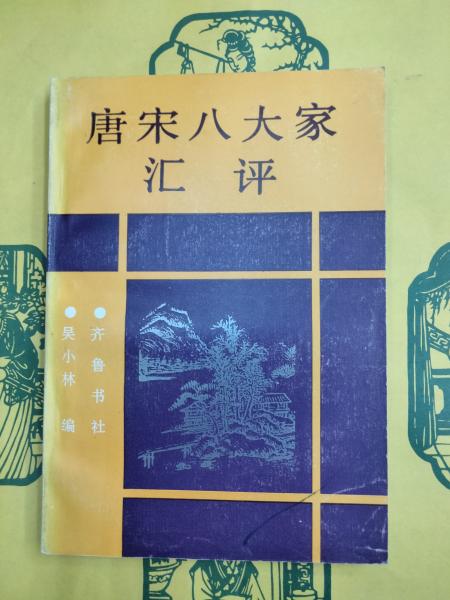 唐宋八大家
汇评
齐鲁书社
吴小林 编